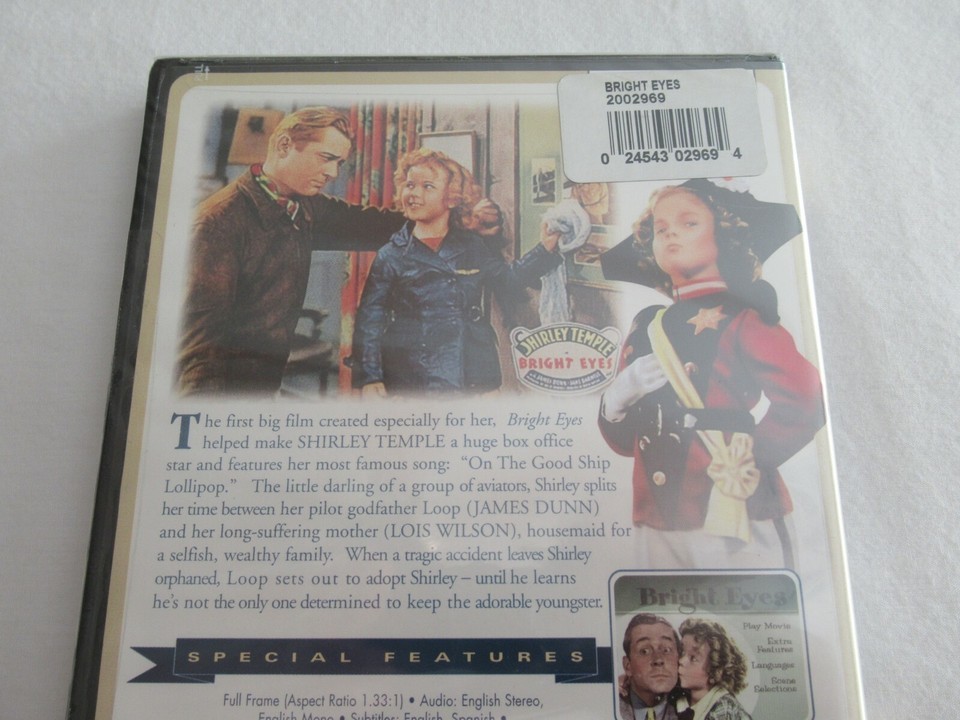 BRIGHT EYES
2002969
0 24543 02969 4
SHIRLEY TEMPLE
BRIGHT EYES
The first big film created especially for her, Bright Eyes
helped make SHIRLEY TEMPLE a huge box office
star and features her most famous song: "On The Good Ship
Lollipop." The little darling of a group of aviators, Shirley splits
her time between her pilot godfather Loop (JAMES DUNN)
and her long-suffering mother (LOIS WILSON), housemaid for
a selfish, wealthy family. When a tragic accident leaves Shirley
orphaned, Loop sets out to adopt Shirley – until he learns
he's not the only one determined to keep the adorable youngster.
Bright Eyes
Play Movie
Extra
Features
Languages
Scene
Selections
SPECIAL FEATURES
Full Frame (Aspect Ratio 1.33:1) • Audio: English Stereo,
English Mono • Subtitles: English, Spanish •